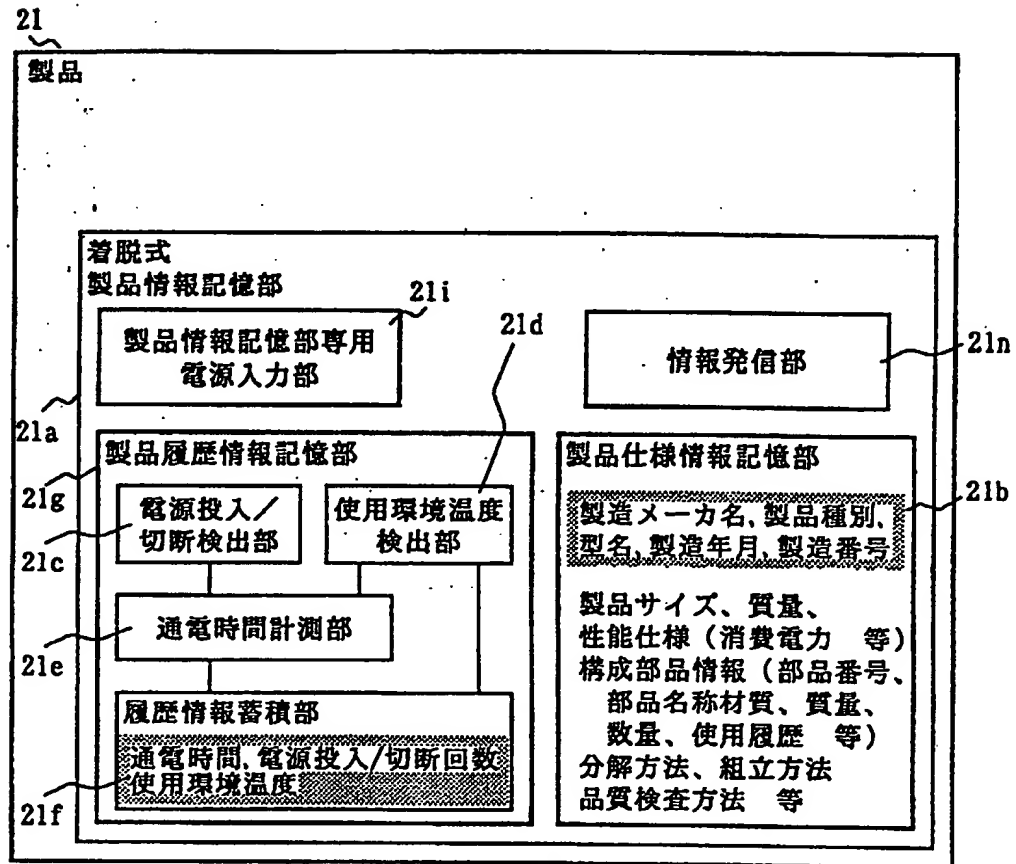 21
製品
着脱式
製品情報記憶部
21i
製品情報記憶部専用
電源入力部
21d
情報発信部
21n
21a
製品履歴情報記憶部
21g
電源投入／
切断検出部
21c
使用環境温度
検出部
通電時間計測部
21e
履歴情報蓄積部
通電時間、電源投入/切断回数
使用環境温度
21f
製品仕様情報記憶部
21b
製造メーカ名、製品種別、
型名、製造年月、製造番号
製品サイズ、質量、
性能仕様（消費電力　等）
構成部品情報（部品番号、
部品名称材質、質量、
数量、使用履歴　等）
分解方法、組立方法
品質検査方法　等